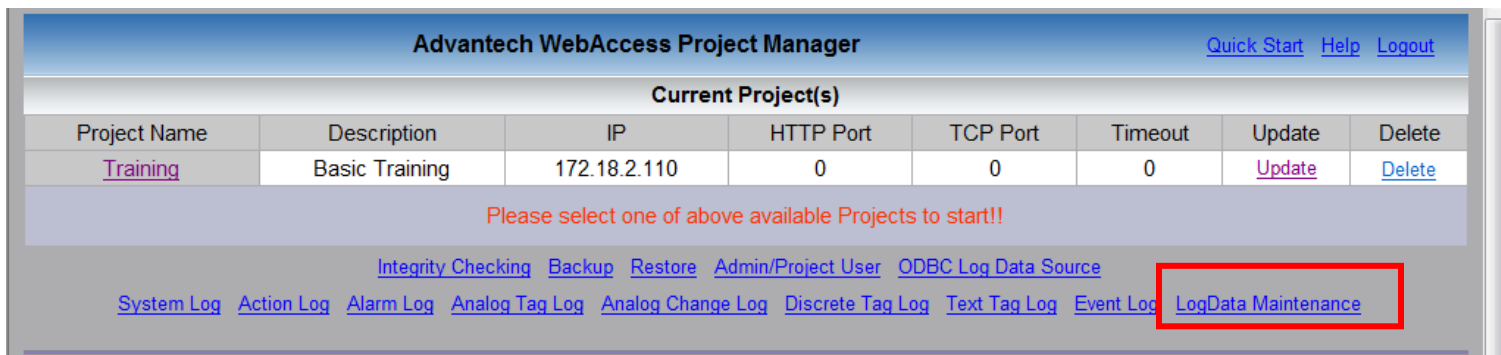 Advantech WebAccess Project Manager Quick Start Help Logout
Current Project(s)
Project Name Description IP HTTP Port TCP Port Timeout Update Delete
Training Basic Training 172.18.2.110 0 0 0 Update Delete
Please select one of above available Projects to start!!
Integrity Checking Backup Restore Admin/Project User ODBC Log Data Source
System Log Action Log Alarm Log Analog Tag Log Analog Change Log Discrete Tag Log Text Tag Log Event Log LogData Maintenance